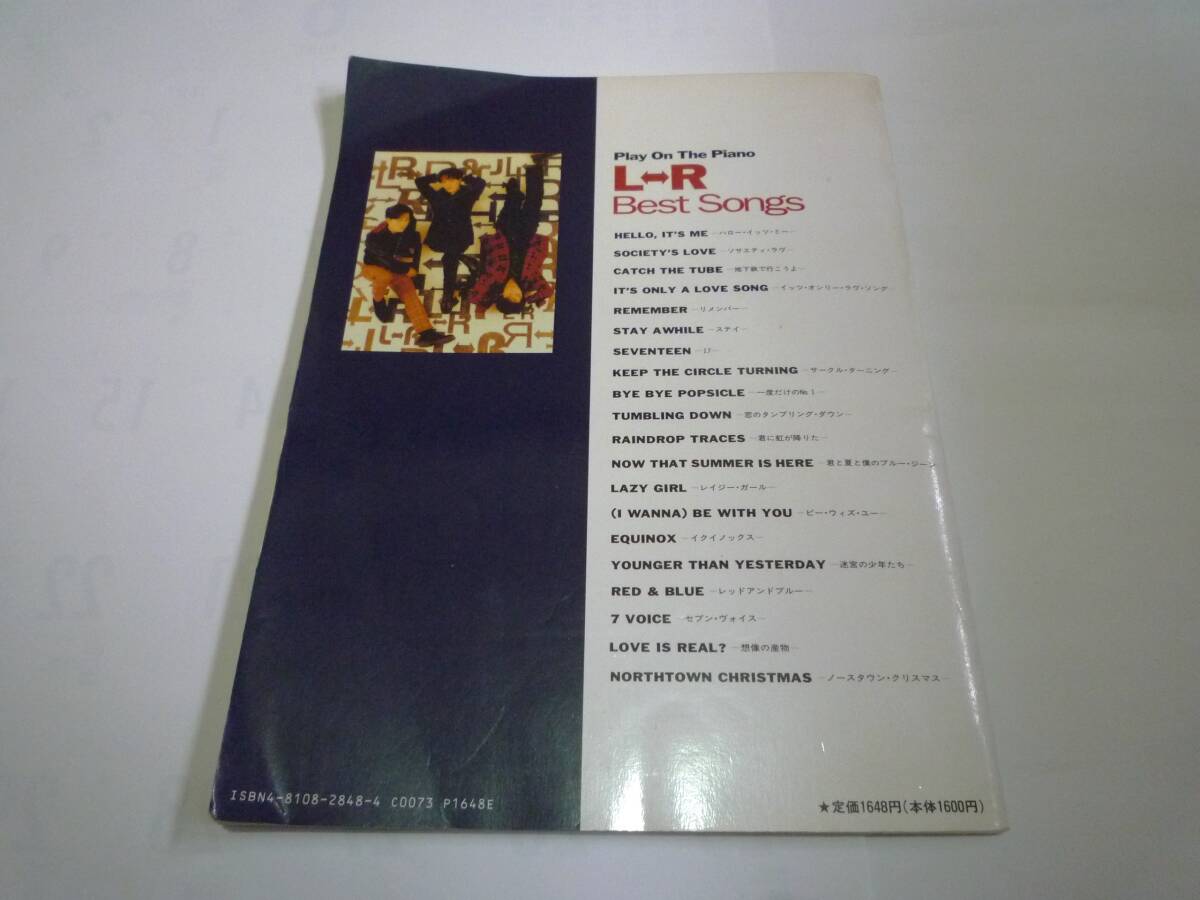 Play On The Piano
L↔R
Best Songs
HELLO, IT'S ME —ハロー・イッツ・ミー—
SOCIETY'S LOVE —ソサエティ・ラヴ—
CATCH THE TUBE —地下鉄で行こうよ—
IT'S ONLY A LOVE SONG —イッツ・オンリー・ラヴ・ソング—
REMEMBER —リメンバー—
STAY AWHILE —ステイ—
SEVENTEEN —17—
KEEP THE CIRCLE TURNING —サークル・ターニング—
BYE BYE POPSICLE —一度だけのNo.1—
TUMBLING DOWN —恋のタンブリング・ダウン—
RAINDROP TRACES —君に虹が降りた—
NOW THAT SUMMER IS HERE —君と夏と僕のブルー・ジーン
LAZY GIRL —レイジー・ガール—
(I WANNA) BE WITH YOU —ビー・ウィズ・ユー—
EQUINOX —イクイノックス—
YOUNGER THAN YESTERDAY —迷宮の少年たち—
RED & BLUE —レッドアンドブルー—
7 VOICE —セブン・ヴォイス—
LOVE IS REAL? —想像の産物—
NORTHTOWN CHRISTMAS —ノースタウン・クリスマス—
ISBN4-8108-2848-4 C0073 P1648E
★定価1648円(本体1600円)